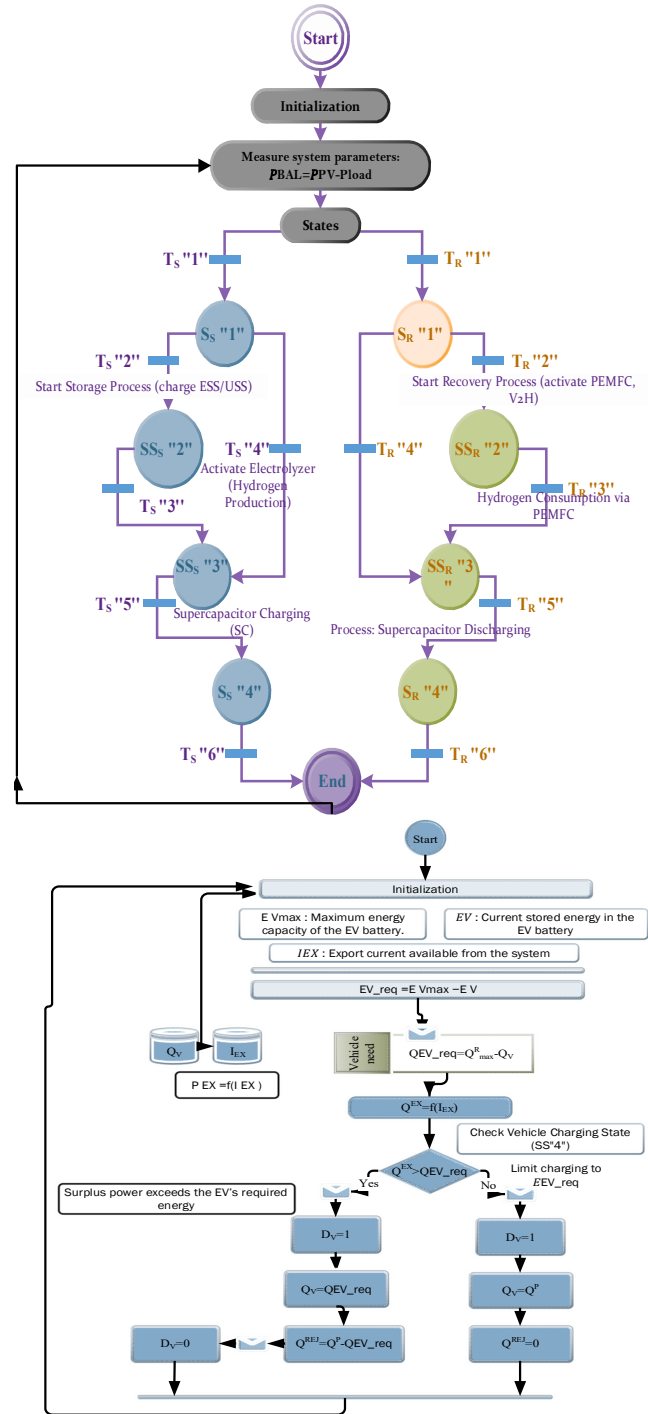 Start
Initialization
Measure system parameters:
PBAL=PPV-Pload
States
TS "1"
TR "1"
SS "1"
SR "1"
TS "2"
TR "2"
Start Storage Process (charge ESS/USS)
Start Recovery Process (activate PEMFC,
V2H)
SSS "2"
TS "4"
Activate Electrolyzer
(Hydrogen
Production)
TR "4"
SSR "2"
TS "3"
TR "3"
Hydrogen Consumption via
PEMFC
SSS "3"
SSR "3
"
TS "5"
TR "5"
Supercapacitor Charging
(SC)
Process: Supercapacitor Discharging
SS "4"
SR "4"
TS "6"
TR "6"
End
Start
Initialization
E Vmax : Maximum energy
capacity of the EV battery.
EV : Current stored energy in the
EV battery
IEX : Export current available from the system
EV_req =E Vmax −E V
QV
IEX
P EX =f(I EX )
Vehicle
need
QEV_req=QRmax-QV
QEX=f(IEX)
Check Vehicle Charging State
(SS"4")
QEX>QEV_req
Yes
No
Limit charging to
EEV_req
Surplus power exceeds the EV's required
energy
DV=1
DV=1
QV=QEV_req
QV=QP
DV=0
QREJ=QP-QEV_req
QREJ=0